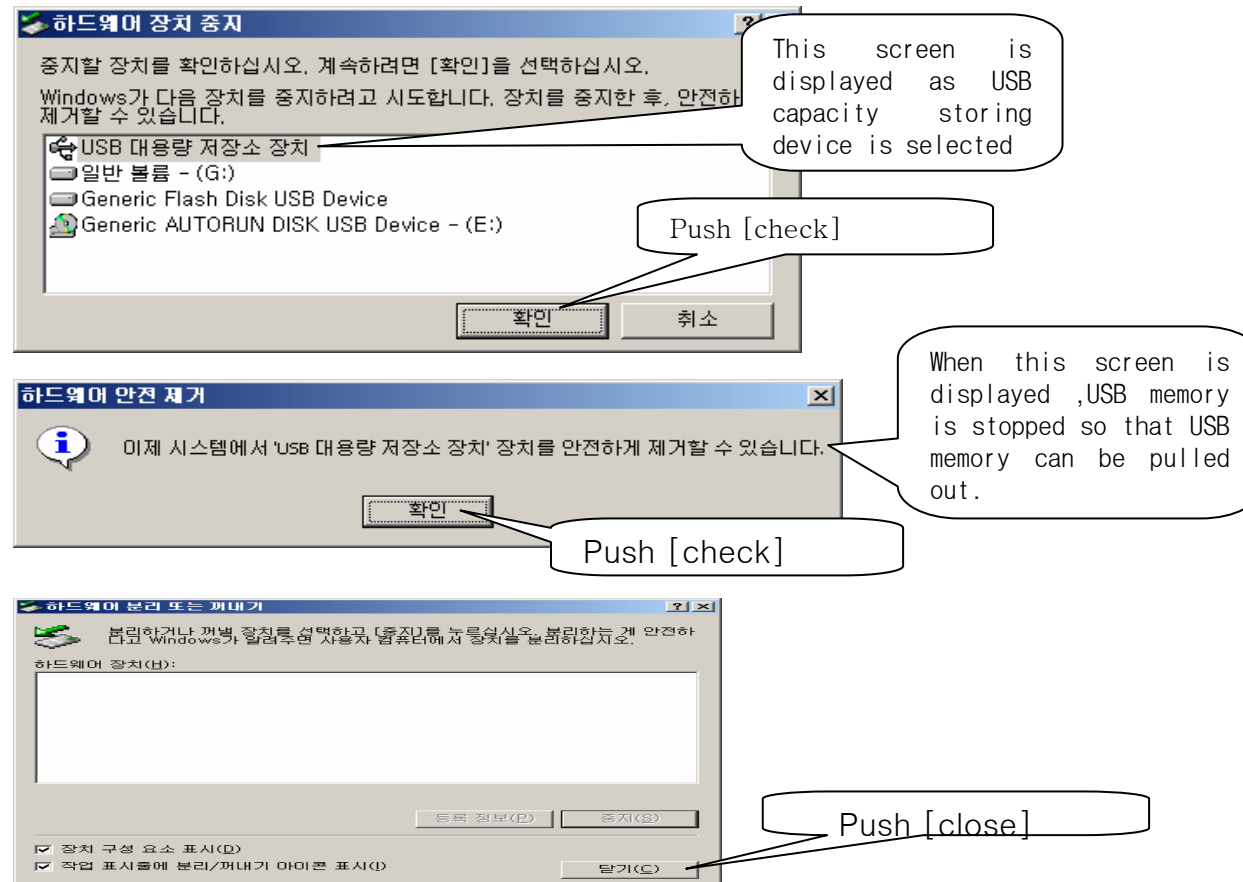 하드웨어 장치 중지
This screen is
displayed as USB
capacity storing
device is selected
중지할 장치를 확인하십시오. 계속하려면 [확인]을 선택하십시오.
Windows가 다음 장치를 중지하려고 시도합니다. 장치를 중지한 후, 안전하
제거할 수 있습니다.
USB 대용량 저장소 장치
일반 볼륨 - (G:)
Generic Flash Disk USB Device
Generic AUTORUN DISK USB Device - (E:)
Push [check]
확인
취소
When this screen is
displayed ,USB memory
is stopped so that USB
memory can be pulled
out.
하드웨어 안전 제거
이제 시스템에서 'USB 대용량 저장소 장치' 장치를 안전하게 제거할 수 있습니다.
확인
Push [check]
하드웨어 분리 또는 꺼내기
분리하거나 꺼낼 장치를 선택하고 [중지]를 누르십시오. 분리하는 게 안전하
다고 Windows가 알려주면 사용자 컴퓨터에서 장치를 분리하십시오.
하드웨어 장치(H):
등록 정보(P)
중지(S)
Push [close]
장치 구성 요소 표시(D)
작업 표시줄에 분리/꺼내기 아이콘 표시(I)
닫기(C)